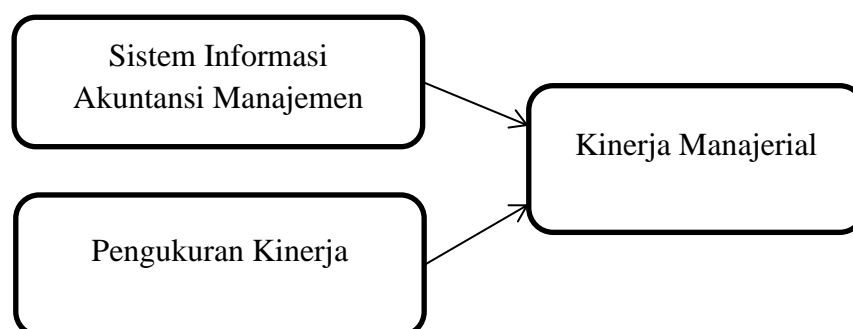 Sistem Informasi
Akuntansi Manajemen
Kinerja Manajerial
Pengukuran Kinerja